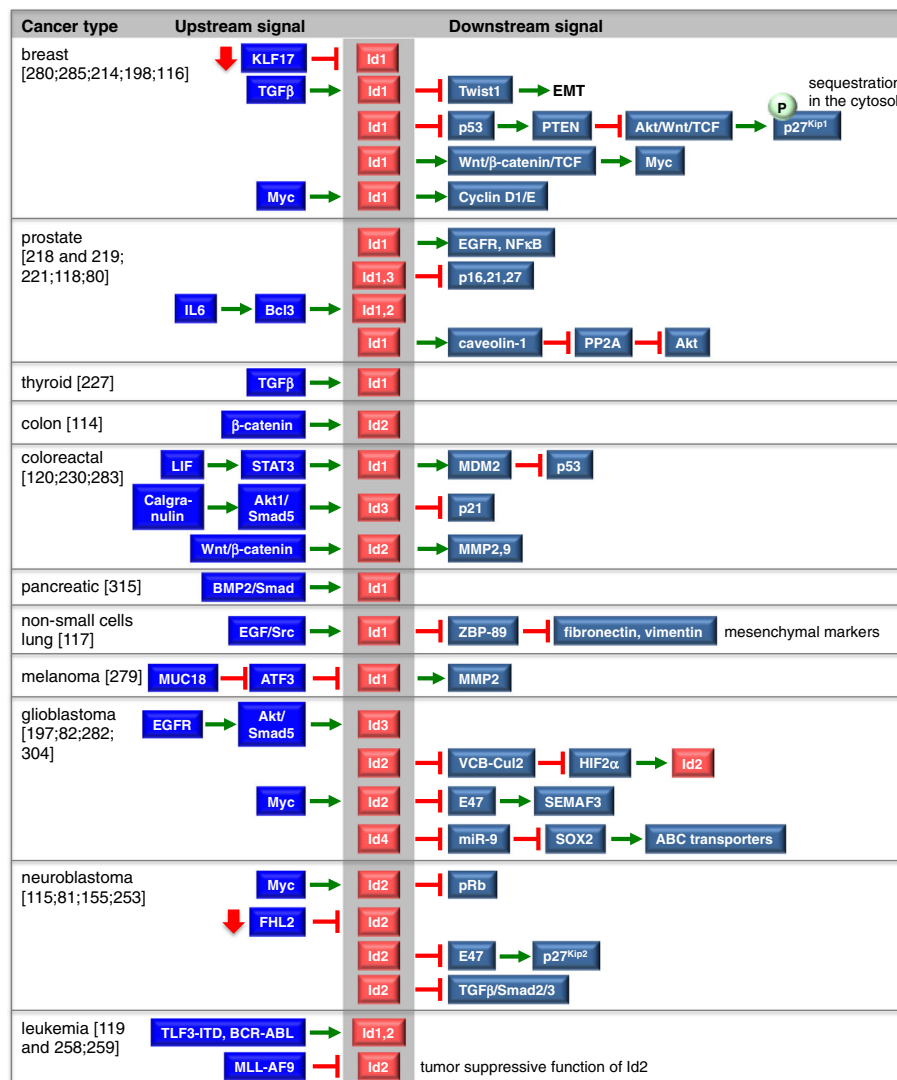 Cancer type Upstream signal Downstream signal
breast
[280;285;214;198;116]
KLF17 Id1
TGFβ Id1 Twist1 EMT
sequestration
in the cytosol
P
Id1 p53 PTEN Akt/Wnt/TCF p27Kip1
Id1 Wnt/β-catenin/TCF Myc
Myc Id1 Cyclin D1/E
prostate
[218 and 219;
221;118;80]
Id1 EGFR, NFκB
Id1,3 p16,21,27
IL6 Bcl3 Id1,2
Id1 caveolin-1 PP2A Akt
thyroid [227] TGFβ Id1
colon [114] β-catenin Id2
coloreactal
[120;230;283]
LIF STAT3 Id1 MDM2 p53
Calgra-
nulin
Akt1/
Smad5
Id3 p21
Wnt/β-catenin Id2 MMP2,9
pancreatic [315] BMP2/Smad Id1
non-small cells
lung [117]
EGF/Src Id1 ZBP-89 fibronectin, vimentin mesenchymal markers
melanoma [279] MUC18 ATF3 Id1 MMP2
glioblastoma
[197;82;282;
304]
EGFR
Akt/
Smad5
Id3
Id2 VCB-Cul2 HIF2α Id2
Myc Id2 E47 SEMAF3
Id4 miR-9 SOX2 ABC transporters
neuroblastoma
[115;81;155;253]
Myc Id2 pRb
FHL2 Id2
Id2 E47 p27Kip2
Id2 TGFβ/Smad2/3
leukemia [119
and 258;259]
TLF3-ITD, BCR-ABL Id1,2
MLL-AF9 Id2 tumor suppressive function of Id2